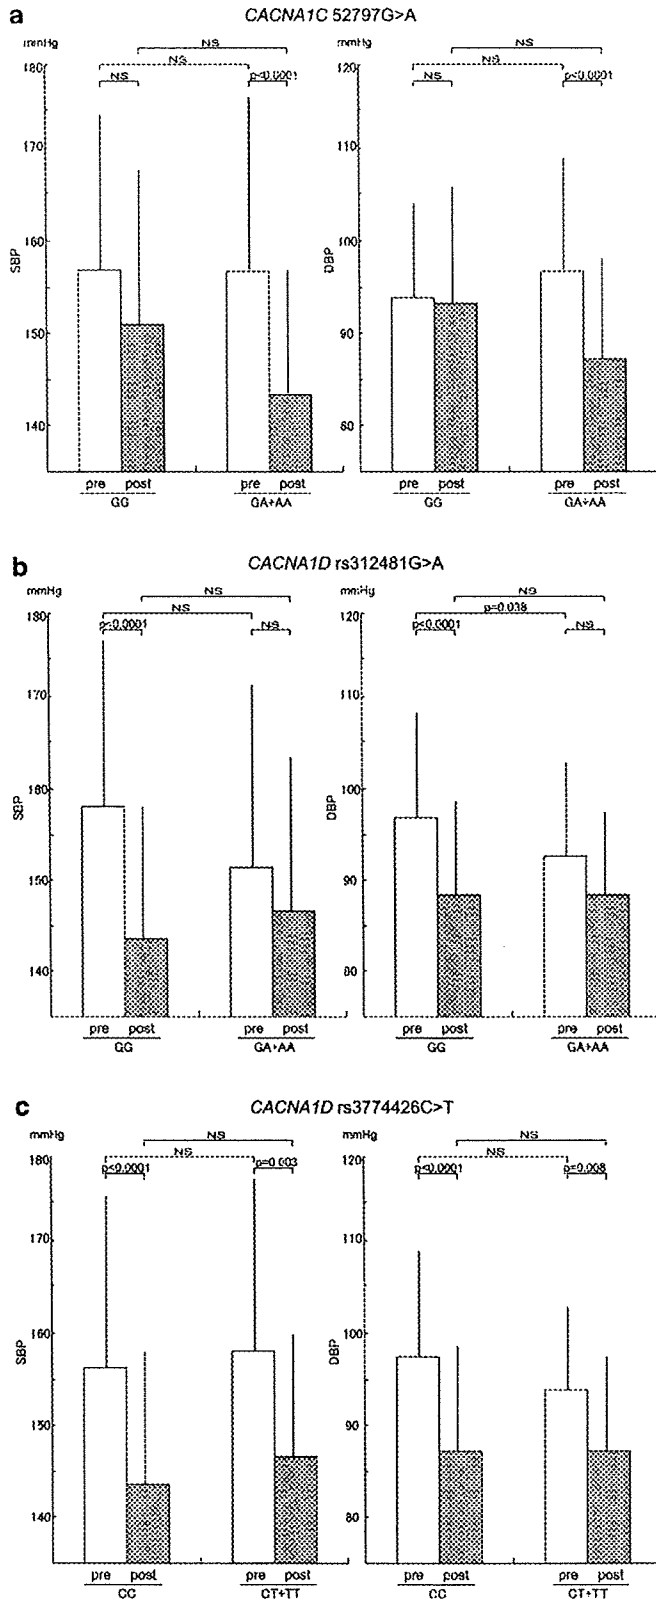 a
CACNA1C 52797G>A
mmHg
NS
NS
NS
p<0.0001
180
170
160
150
140
SBP
pre post pre post
GG GA+AA
mmHg
NS
NS
NS
p<0.0001
120
110
100
90
80
DBP
pre post pre post
GG GA+AA
b
CACNA1D rs312481G>A
mmHg
NS
NS
p<0.0001
NS
180
170
160
150
140
SBP
pre post pre post
GG GA+AA
mmHg
NS
p=0.038
p<0.0001
NS
120
110
100
90
80
DBP
pre post pre post
GG GA+AA
c
CACNA1D rs3774426C>T
mmHg
NS
NS
p<0.0001
p=0.003
180
170
160
150
140
SBP
pre post pre post
CC CT+TT
mmHg
NS
NS
p<0.0001
p=0.008
120
110
100
90
80
DBP
pre post pre post
CC CT+TT